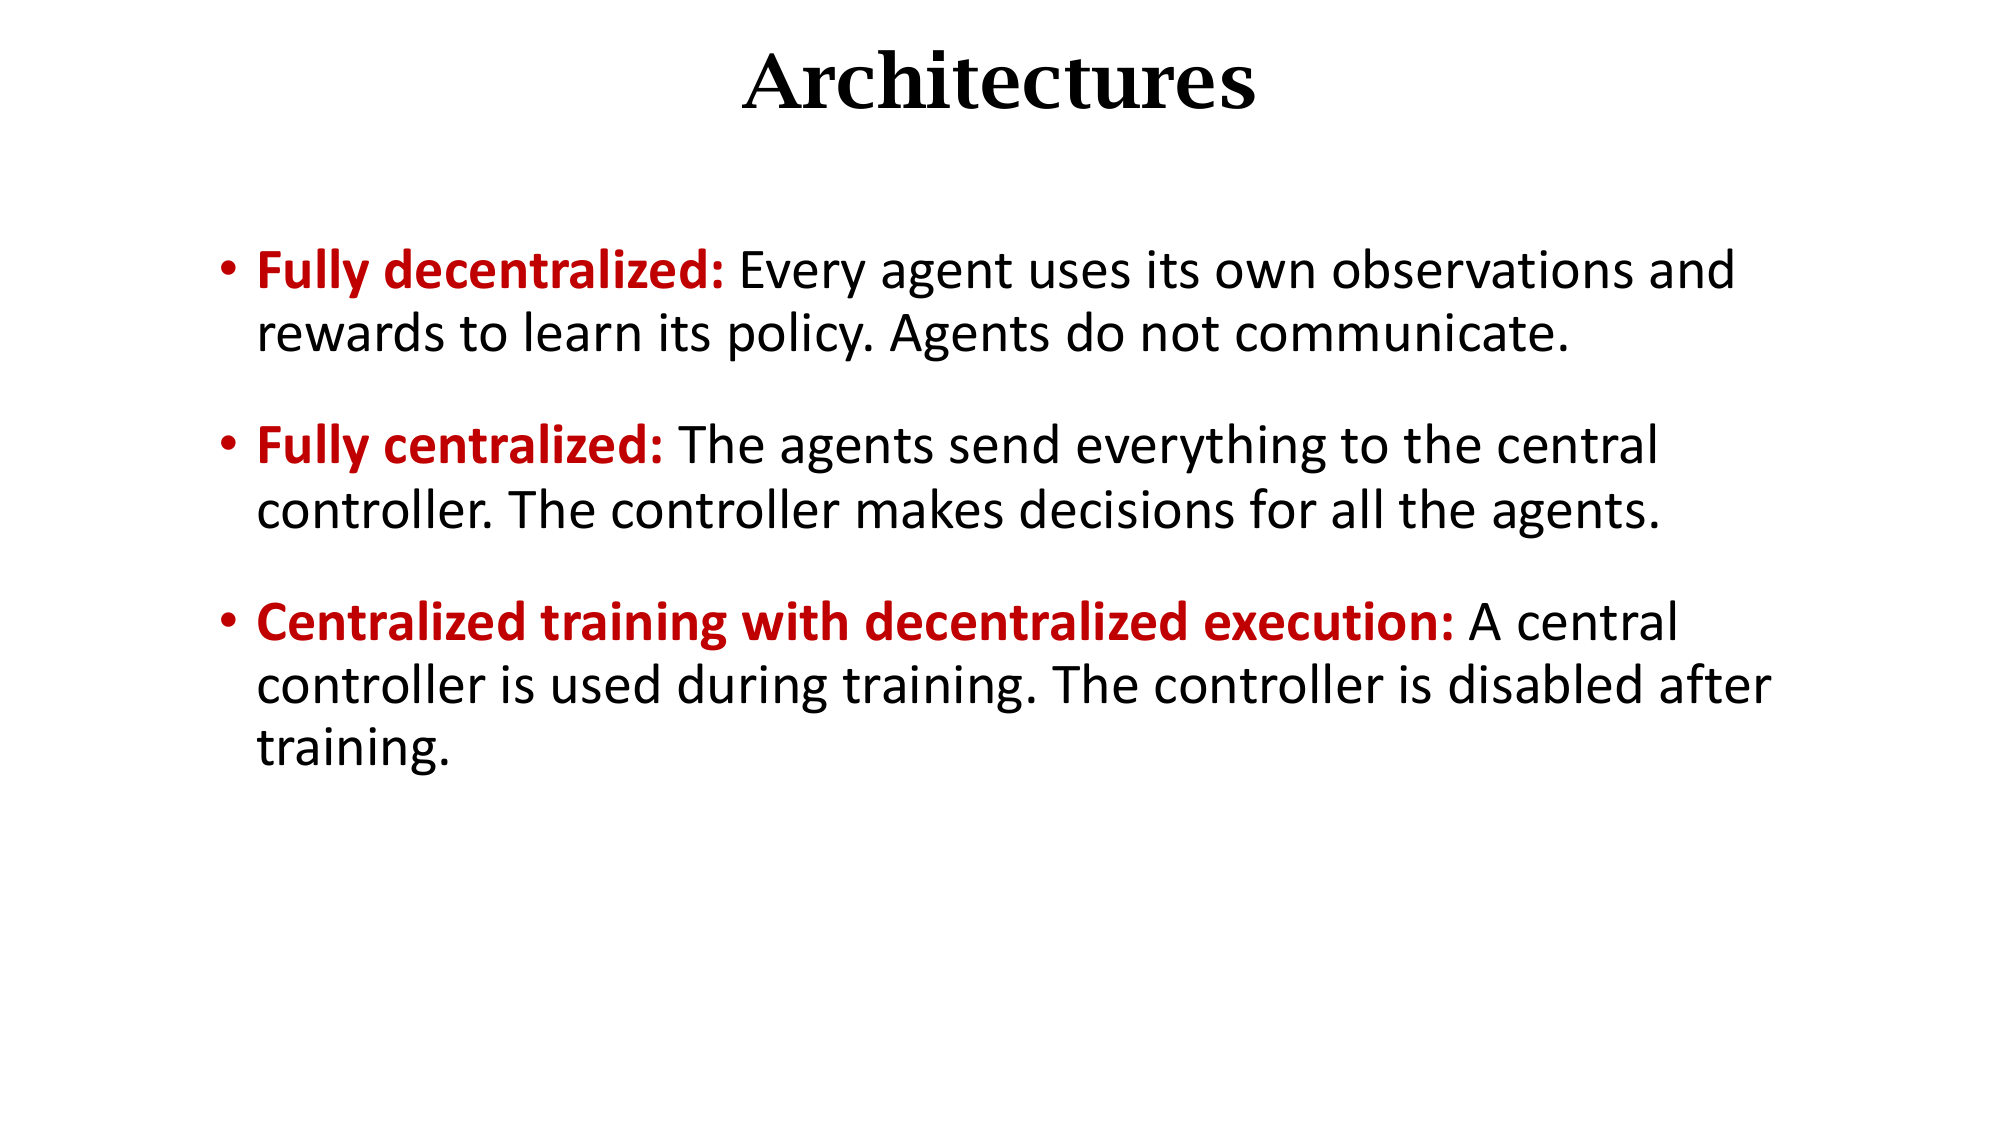 Architectures
• Fully decentralized: Every agent uses its own observations and
rewards to learn its policy. Agents do not communicate.
• Fully centralized: The agents send everything to the central
controller. The controller makes decisions for all the agents.
• Centralized training with decentralized execution: A central
controller is used during training. The controller is disabled after
training.